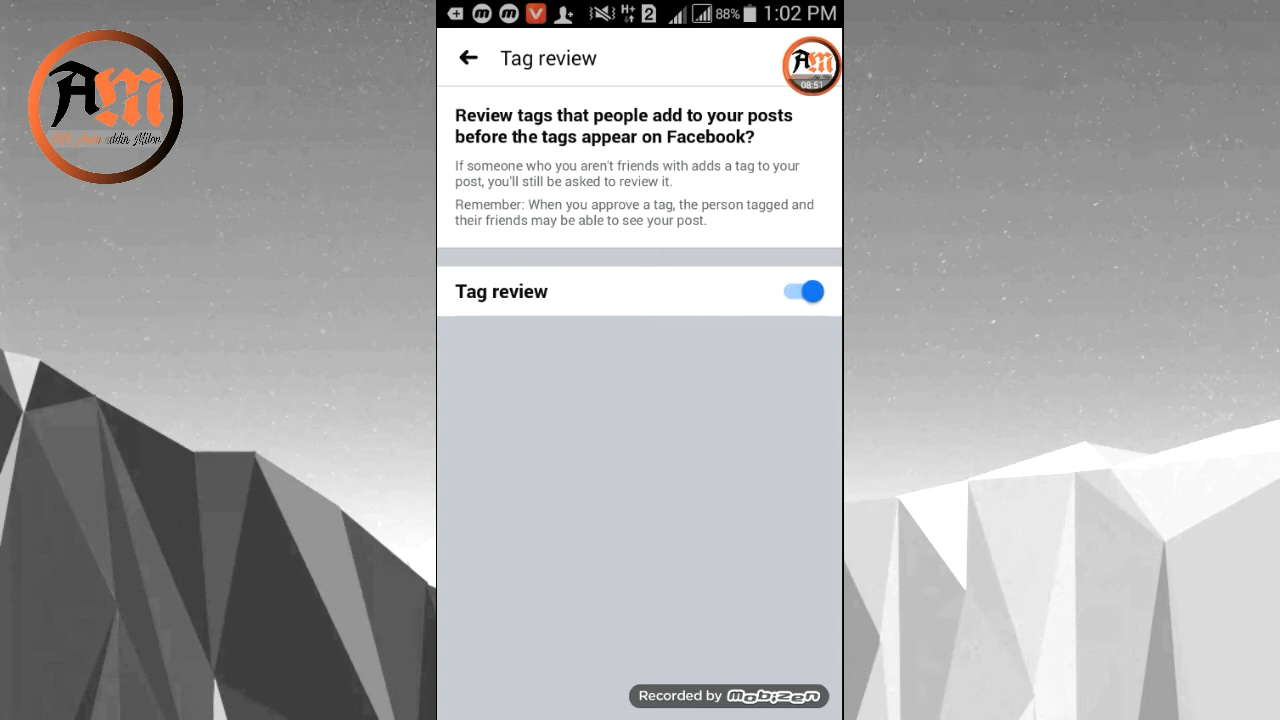 AM
addin Milon
2
88%
1:02 PM
Tag review
AM
08:51
Review tags that people add to your posts
before the tags appear on Facebook?
If someone who you aren't friends with adds a tag to your
post, you'll still be asked to review it.
Remember: When you approve a tag, the person tagged and
their friends may be able to see your post.
Tag review
Recorded by mobizen